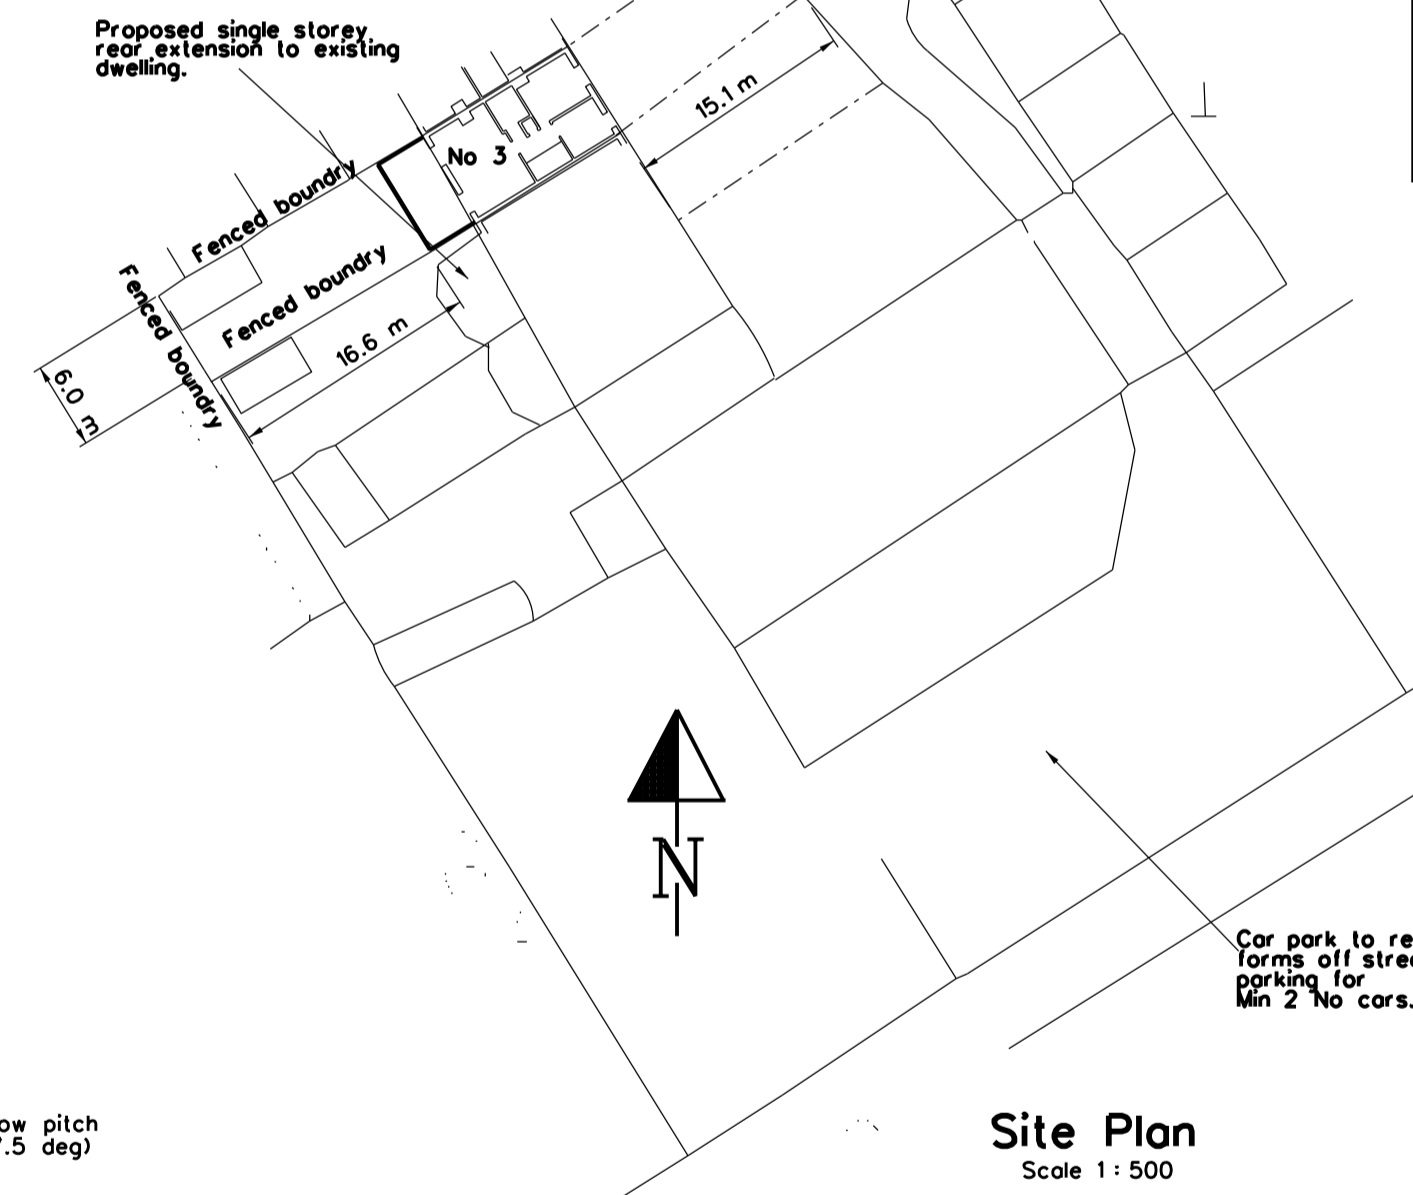 Proposed single storey
rear extension to existing
dwelling.
15.1 m
No 3
Fenced boundry
Fenced boundry
Fenced boundry
16.6 m
6.0 m
N
Car park to re
forms off stree
parking for
Min 2 No cars.
ow pitch
7.5 deg)
Site Plan
Scale 1 : 500